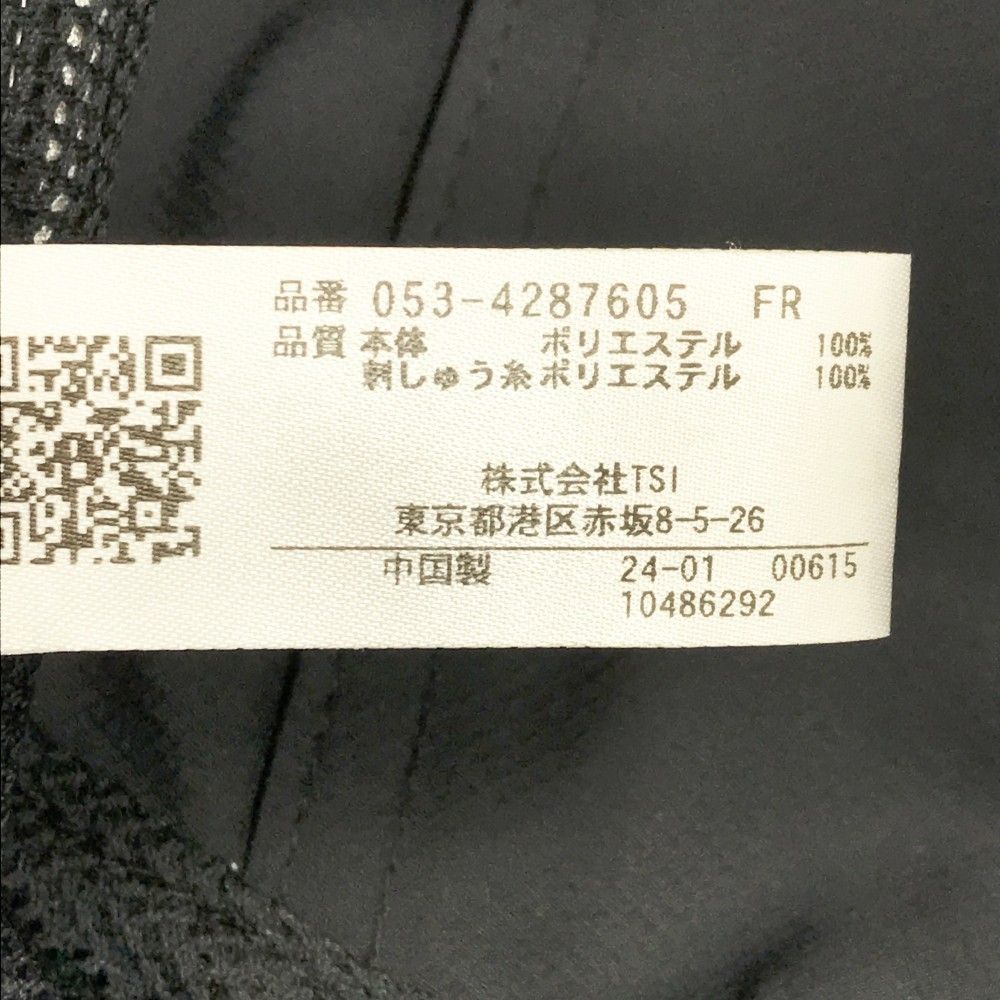 品番 053-4287605 FR
品質 本体 ポリエステル 100%
刺しゅう糸 ポリエステル 100%
株式会社TSI
東京都港区赤坂8-5-26
中国製 24-01 00615
10486292